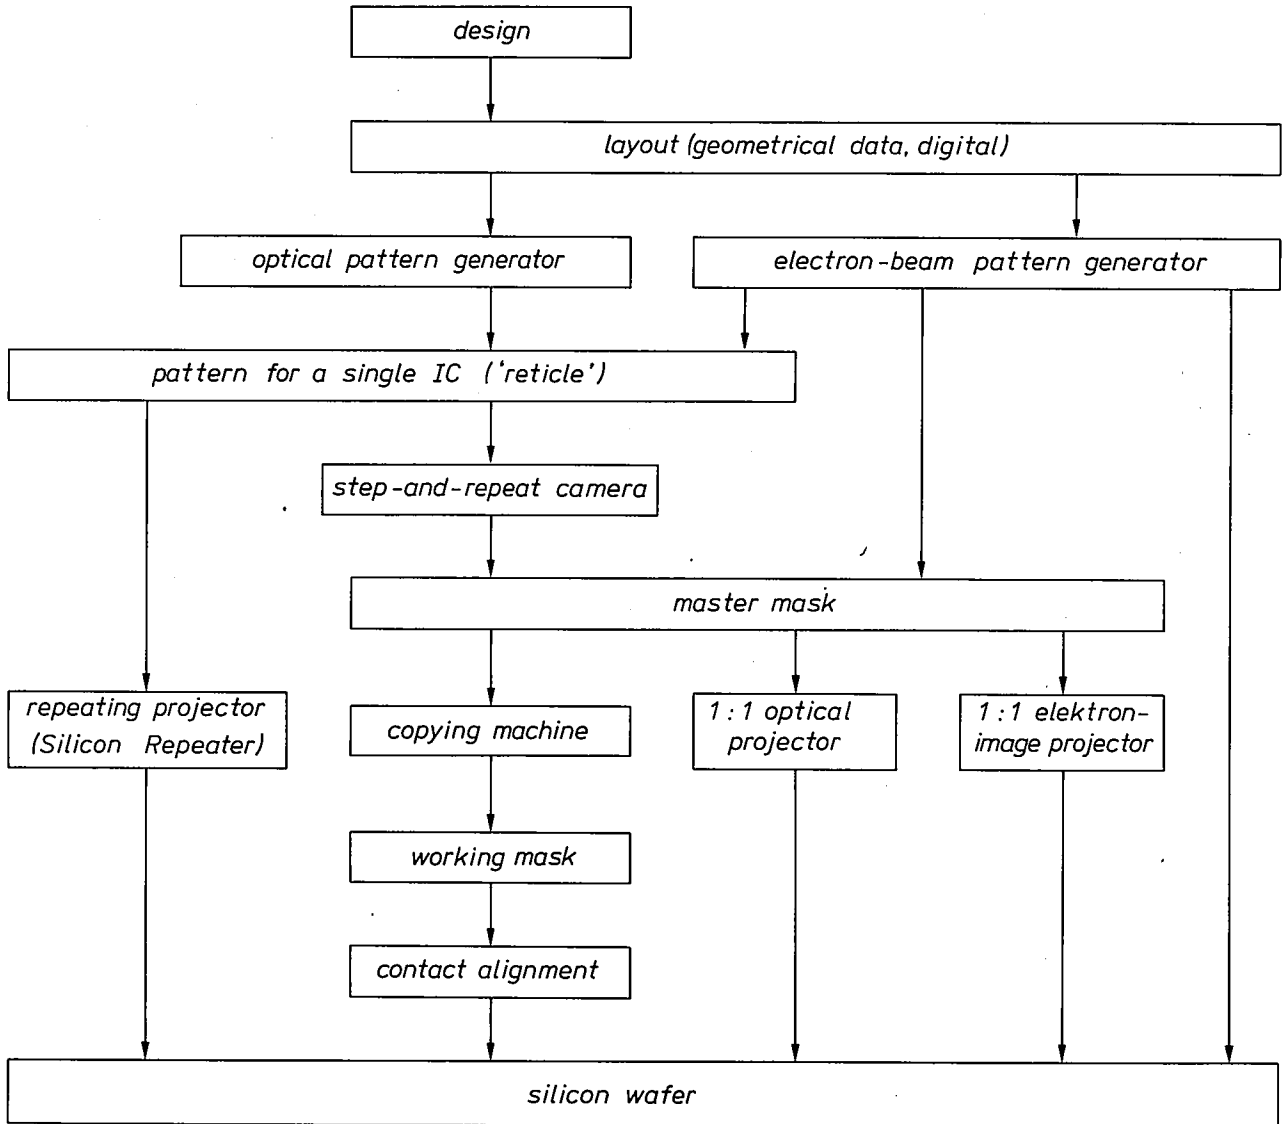 design
layout (geometrical data, digital)
optical pattern generator
electron-beam pattern generator
pattern for a single IC ('reticle')
step-and-repeat camera
master mask
repeating projector
(Silicon Repeater)
copying machine
1:1 optical
projector
1:1 elektron-
image projector
working mask
contact alignment
silicon wafer